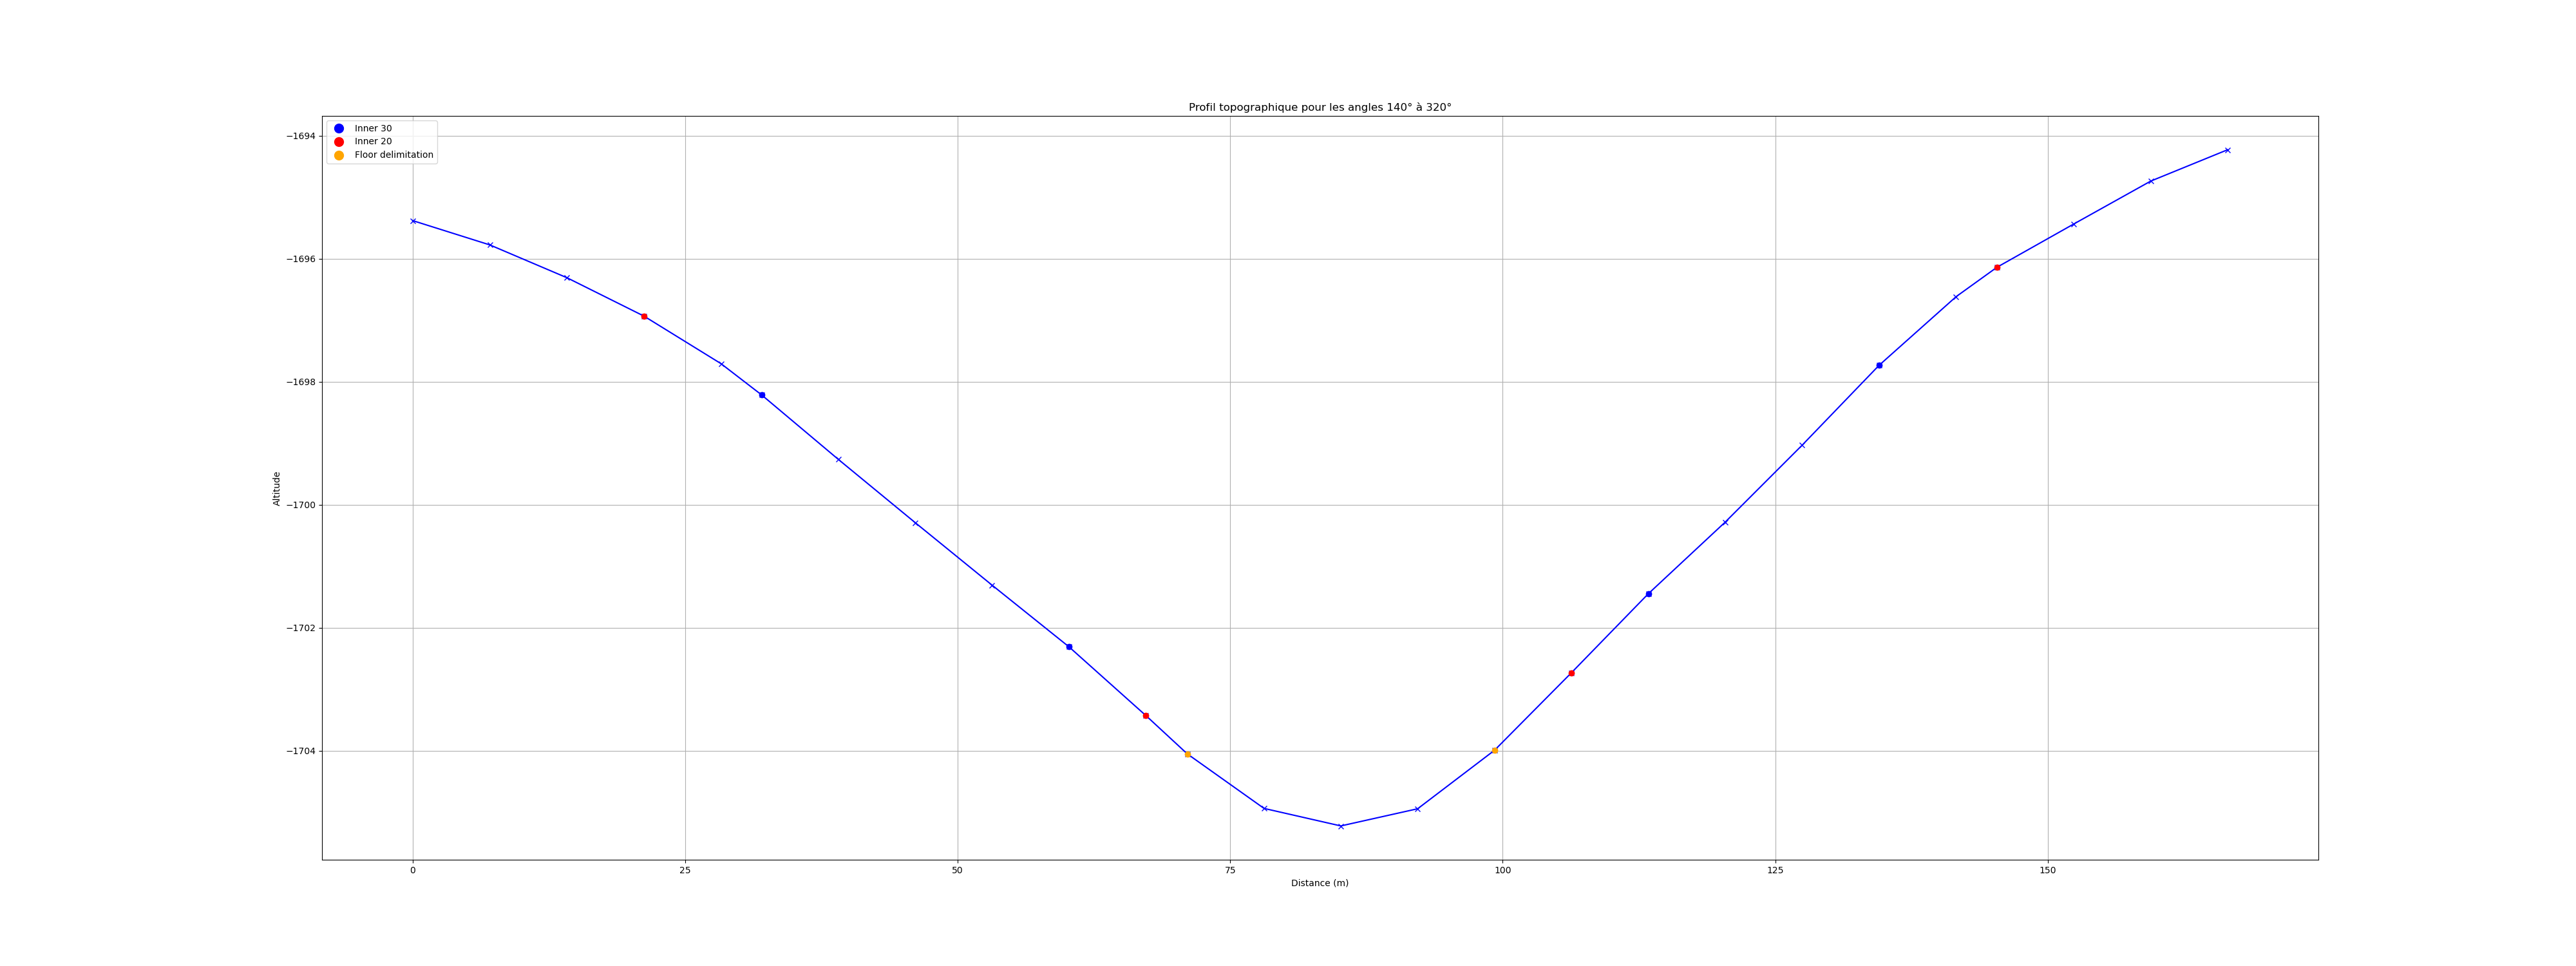 Profil topographique pour les angles 140° à 320°
Inner 30
Inner 20
Floor delimitation
−1694
−1696
−1698
−1700
−1702
−1704
Altitude
0 25 50 75 100 125 150
Distance (m)